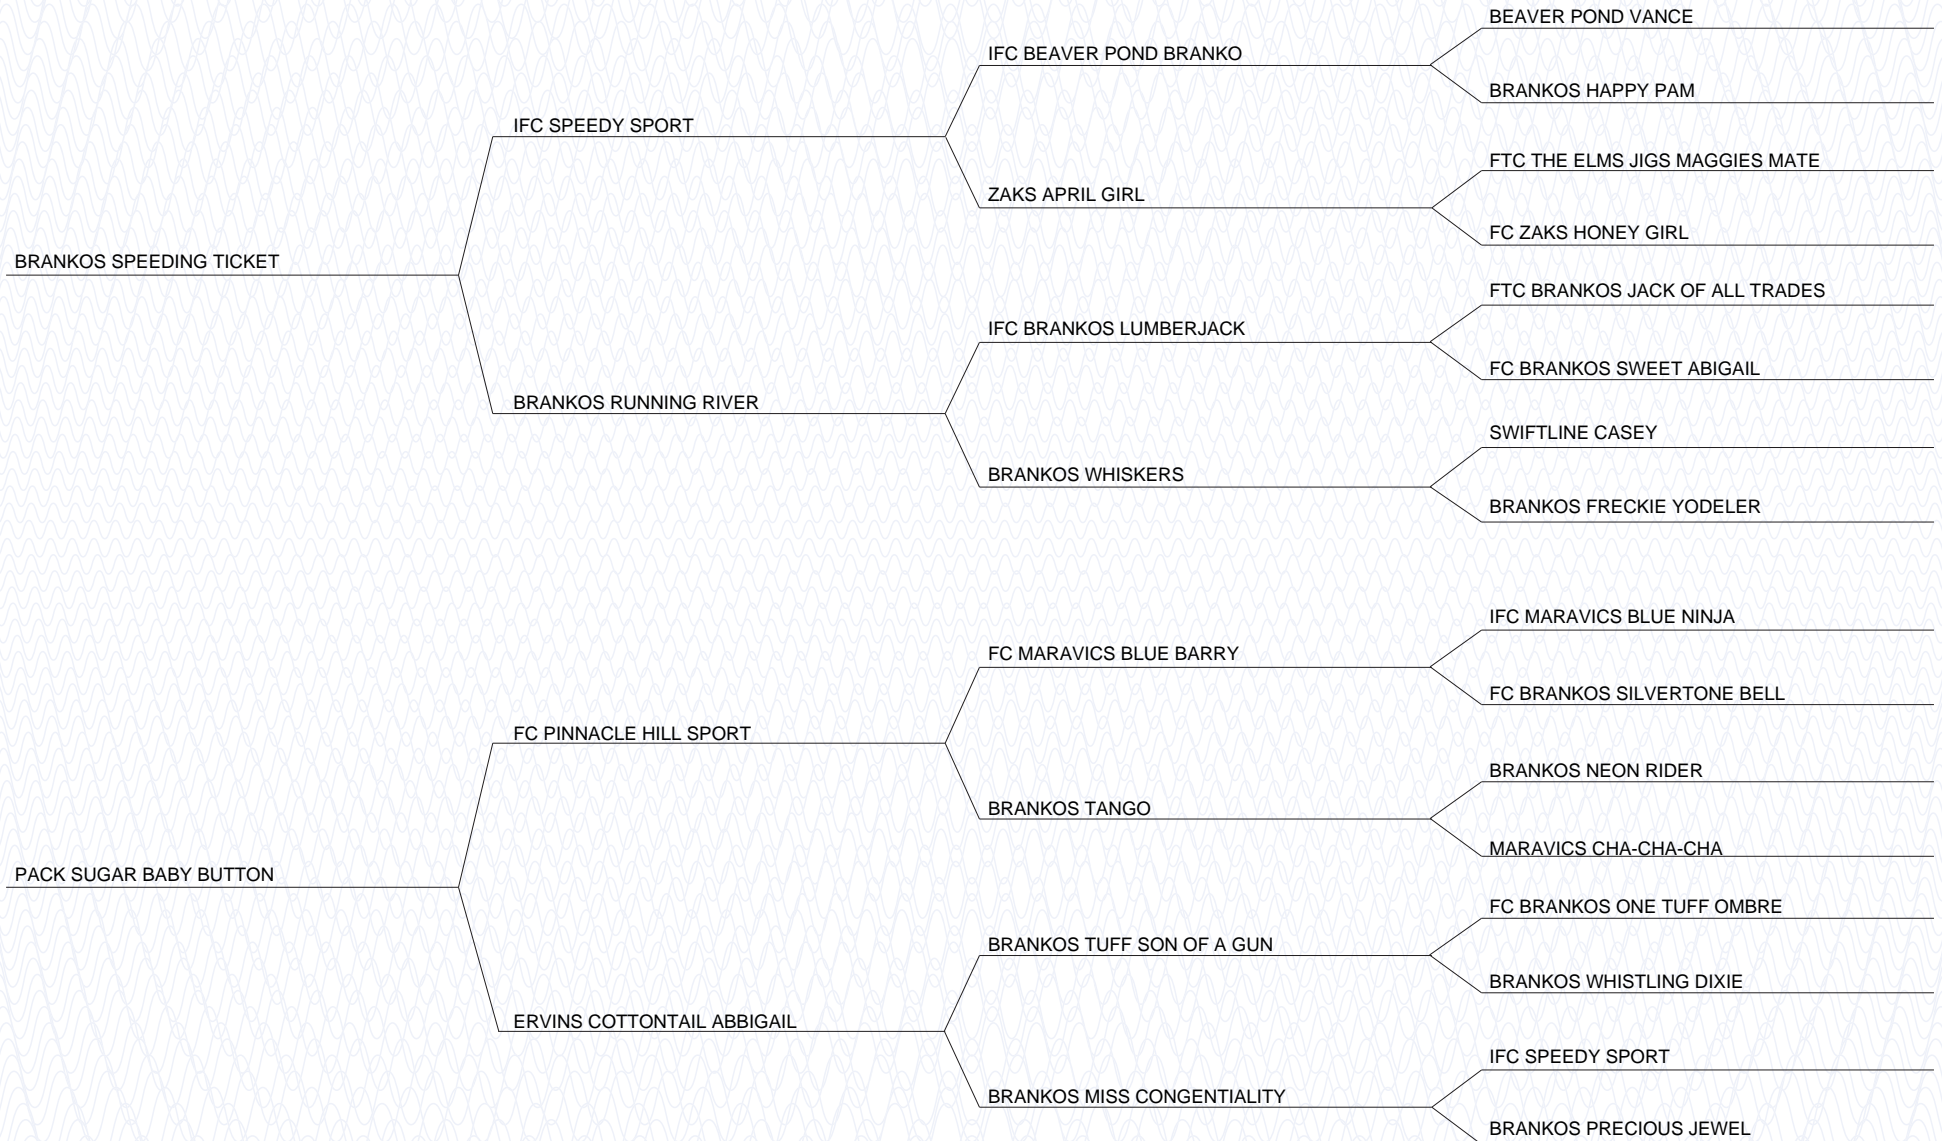 BEAVER POND VANCE
IFC BEAVER POND BRANKO
BRANKOS HAPPY PAM
IFC SPEEDY SPORT
FTC THE ELMS JIGS MAGGIES MATE
ZAKS APRIL GIRL
FC ZAKS HONEY GIRL
BRANKOS SPEEDING TICKET
FTC BRANKOS JACK OF ALL TRADES
IFC BRANKOS LUMBERJACK
FC BRANKOS SWEET ABIGAIL
BRANKOS RUNNING RIVER
SWIFTLINE CASEY
BRANKOS WHISKERS
BRANKOS FRECKIE YODELER
IFC MARAVICS BLUE NINJA
FC MARAVICS BLUE BARRY
FC BRANKOS SILVERTONE BELL
FC PINNACLE HILL SPORT
BRANKOS NEON RIDER
BRANKOS TANGO
MARAVICS CHA-CHA-CHA
PACK SUGAR BABY BUTTON
FC BRANKOS ONE TUFF OMBRE
BRANKOS TUFF SON OF A GUN
BRANKOS WHISTLING DIXIE
ERVINS COTTONTAIL ABBIGAIL
IFC SPEEDY SPORT
BRANKOS MISS CONGENTIALITY
BRANKOS PRECIOUS JEWEL